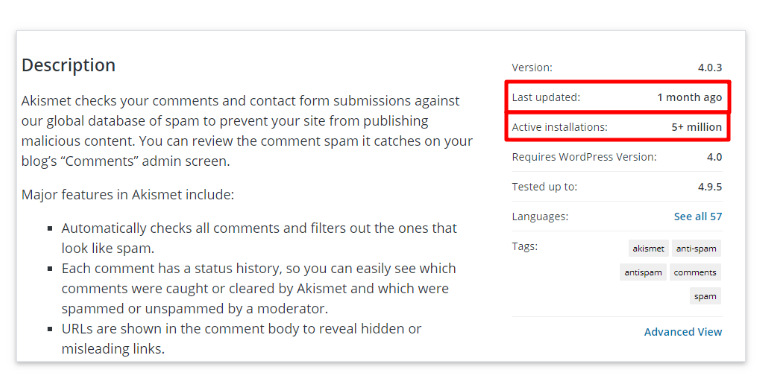 Description
Akismet checks your comments and contact form submissions against
our global database of spam to prevent your site from publishing
malicious content. You can review the comment spam it catches on your
blog’s “Comments” admin screen.
Major features in Akismet include:
▪ Automatically checks all comments and filters out the ones that
look like spam.
▪ Each comment has a status history, so you can easily see which
comments were caught or cleared by Akismet and which were
spammed or unspammed by a moderator.
▪ URLs are shown in the comment body to reveal hidden or
misleading links.
Version: 4.0.3
Last updated: 1 month ago
Active installations: 5+ million
Requires WordPress Version: 4.0
Tested up to: 4.9.5
Languages: See all 57
Tags: akismet anti-spam
antispam comments
spam
Advanced View